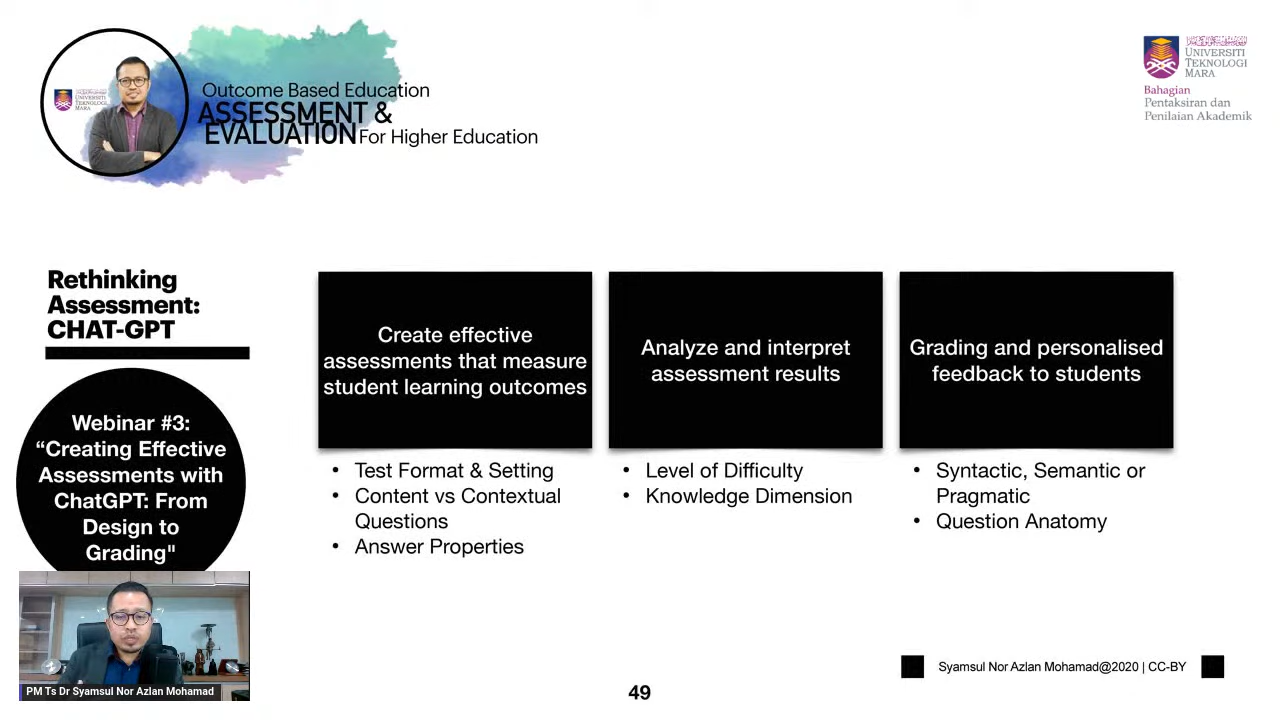 Outcome Based Education
ASSESSMENT &
EVALUATION For Higher Education
UNIVERSITI
TEKNOLOGI
MARA
UNIVERSITI
TEKNOLOGI
MARA
Bahagian
Pentaksiran dan
Penilaian Akademik
Rethinking
Assessment:
CHAT-GPT
Webinar #3:
“Creating Effective
Assessments with
ChatGPT: From
Design to
Grading"
Create effective
assessments that measure
student learning outcomes
• Test Format & Setting
• Content vs Contextual
Questions
• Answer Properties
Analyze and interpret
assessment results
• Level of Difficulty
• Knowledge Dimension
Grading and personalised
feedback to students
• Syntactic, Semantic or
Pragmatic
• Question Anatomy
PM Ts Dr Syamsul Nor Azlan Mohamad
Syamsul Nor Azlan Mohamad@2020 | CC-BY
49